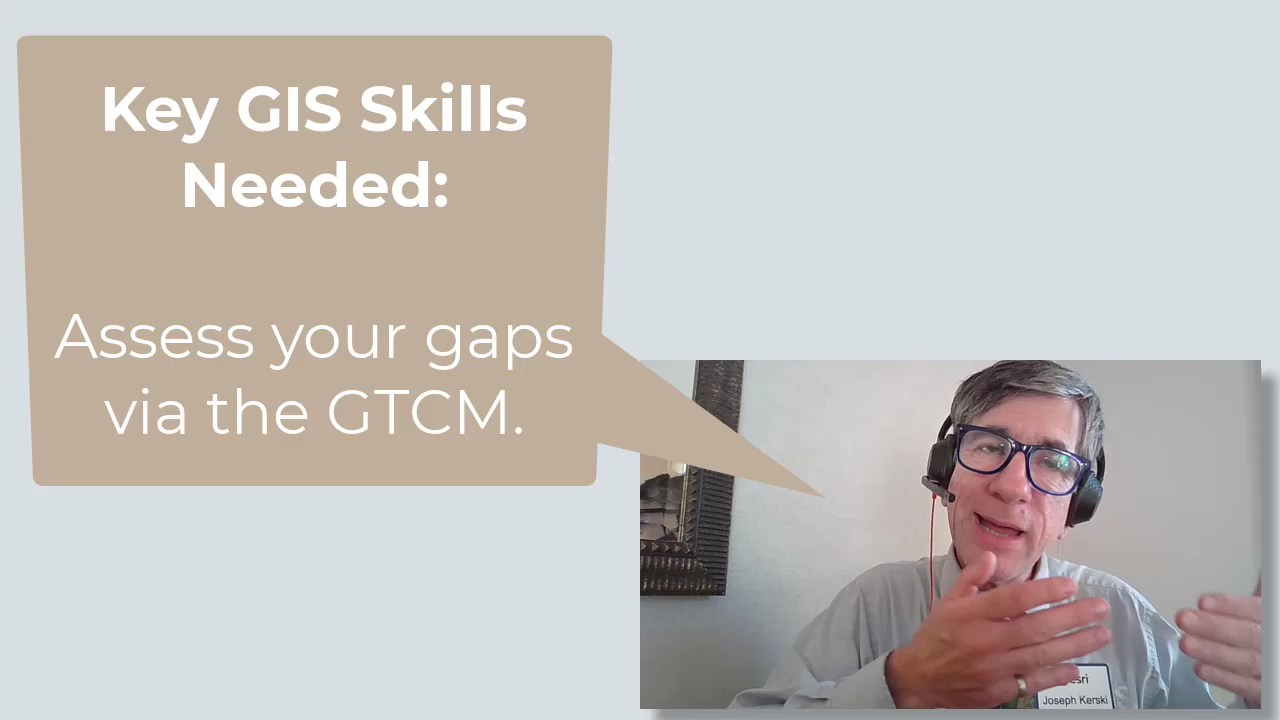 Key GIS Skills
Needed:
Assess your gaps
via the GTCM.
esri
Joseph Kerski